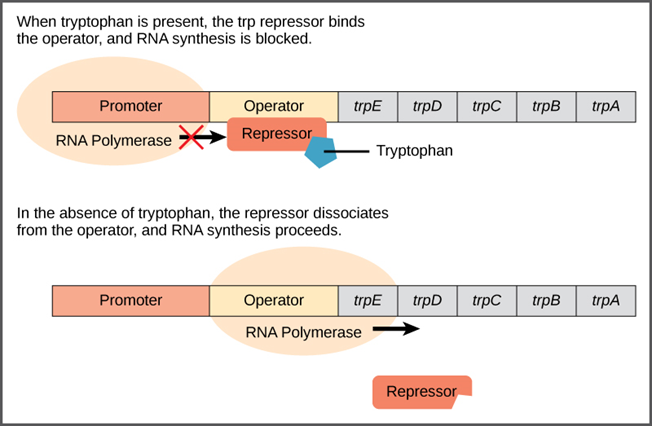 When tryptophan is present, the trp repressor binds
the operator, and RNA synthesis is blocked.
Promoter Operator trpE trpD trpC trpB trpA
RNA Polymerase Repressor
Tryptophan
In the absence of tryptophan, the repressor dissociates
from the operator, and RNA synthesis proceeds.
Promoter Operator trpE trpD trpC trpB trpA
RNA Polymerase
Repressor